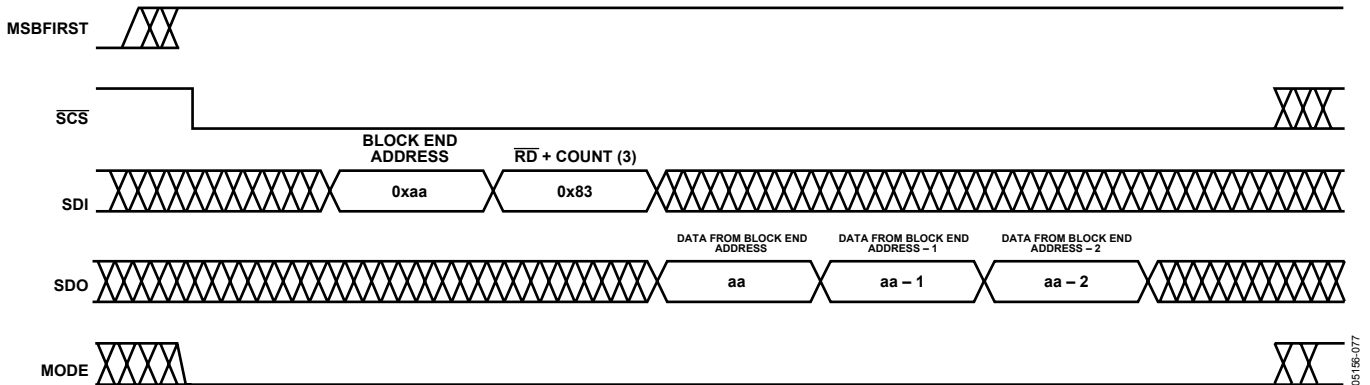 MSBFIRST
SCS
BLOCK END
ADDRESS
RD + COUNT (3)
SDI
0xaa
0x83
DATA FROM BLOCK END
ADDRESS
DATA FROM BLOCK END
ADDRESS – 1
DATA FROM BLOCK END
ADDRESS – 2
SDO
aa
aa – 1
aa – 2
MODE
05156-077